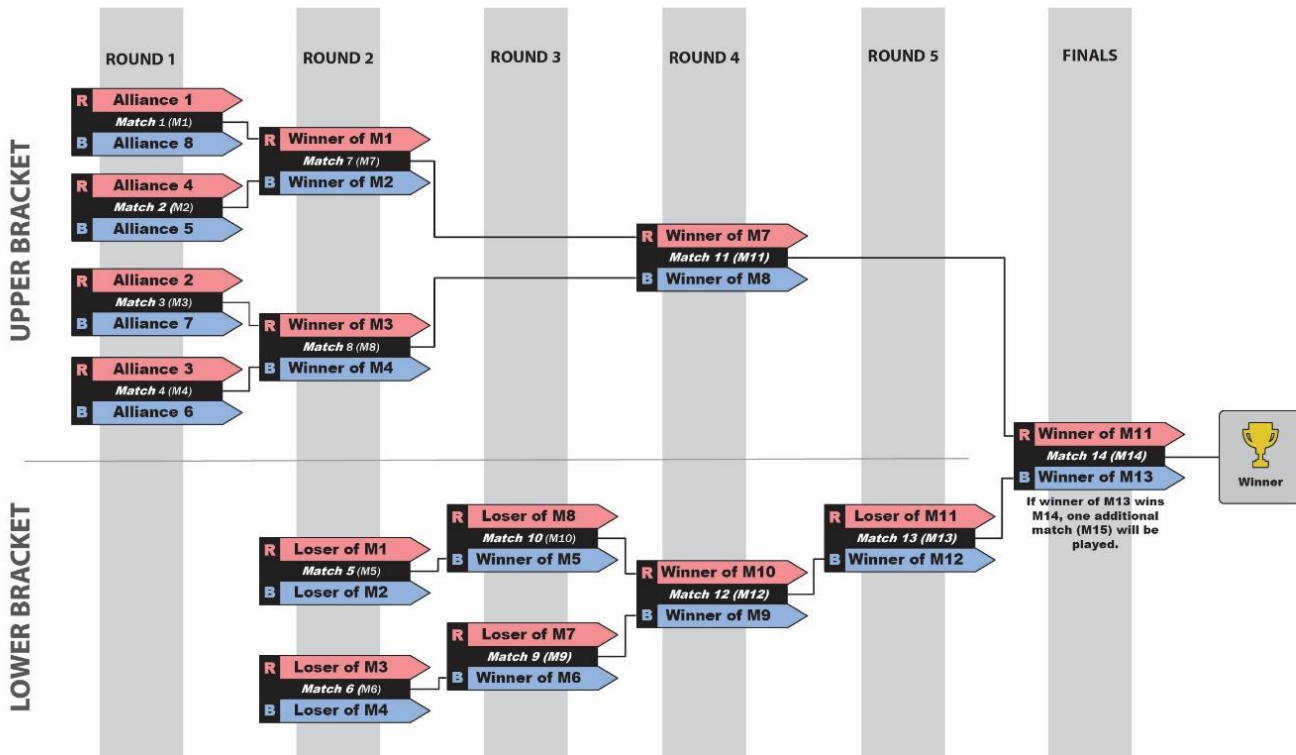 ROUND 1
ROUND 2
ROUND 3
ROUND 4
ROUND 5
FINALS
UPPER BRACKET
R Alliance 1
Match 1 (M1)
B Alliance 8
R Alliance 4
Match 2 (M2)
B Alliance 5
R Alliance 2
Match 3 (M3)
B Alliance 7
R Alliance 3
Match 4 (M4)
B Alliance 6
R Winner of M1
Match 7 (M7)
B Winner of M2
R Winner of M3
Match 8 (M8)
B Winner of M4
R Winner of M7
Match 11 (M11)
B Winner of M8
R Winner of M11
Match 14 (M14)
B Winner of M13
If winner of M13 wins
M14, one additional
match (M15) will be
played.
Winner
LOWER BRACKET
R Loser of M1
Match 5 (M5)
B Loser of M2
R Loser of M3
Match 6 (M6)
B Loser of M4
R Loser of M8
Match 10 (M10)
B Winner of M5
R Loser of M7
Match 9 (M9)
B Winner of M6
R Winner of M10
Match 12 (M12)
B Winner of M9
R Loser of M11
Match 13 (M13)
B Winner of M12